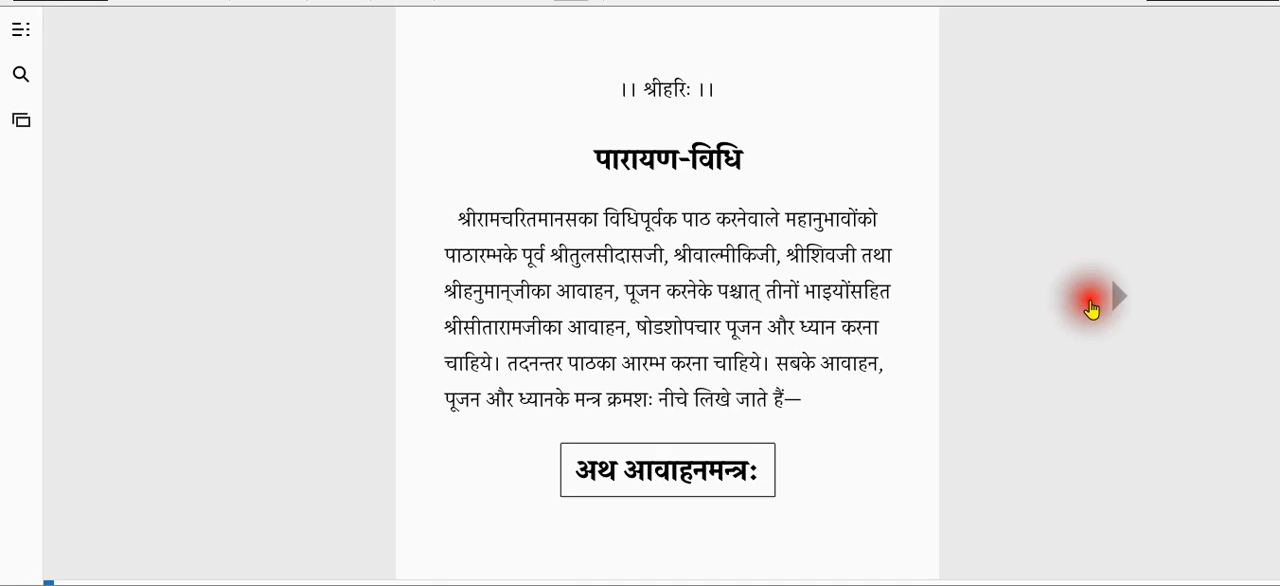 ।। श्रीहरिः ।।
पारायण-विधि
श्रीरामचरितमानसका विधिपूर्वक पाठ करनेवाले महानुभावोंको
पाठारम्भके पूर्व श्रीतुलसीदासजी, श्रीवाल्मीकिजी, श्रीशिवजी तथा
श्रीहनुमान्‌जीका आवाहन, पूजन करनेके पश्चात् तीनों भाइयोंसहित
श्रीसीतारामजीका आवाहन, षोडशोपचार पूजन और ध्यान करना
चाहिये। तदनन्तर पाठका आरम्भ करना चाहिये। सबके आवाहन,
पूजन और ध्यानके मन्त्र क्रमशः नीचे लिखे जाते हैं—
अथ आवाहनमन्त्रः